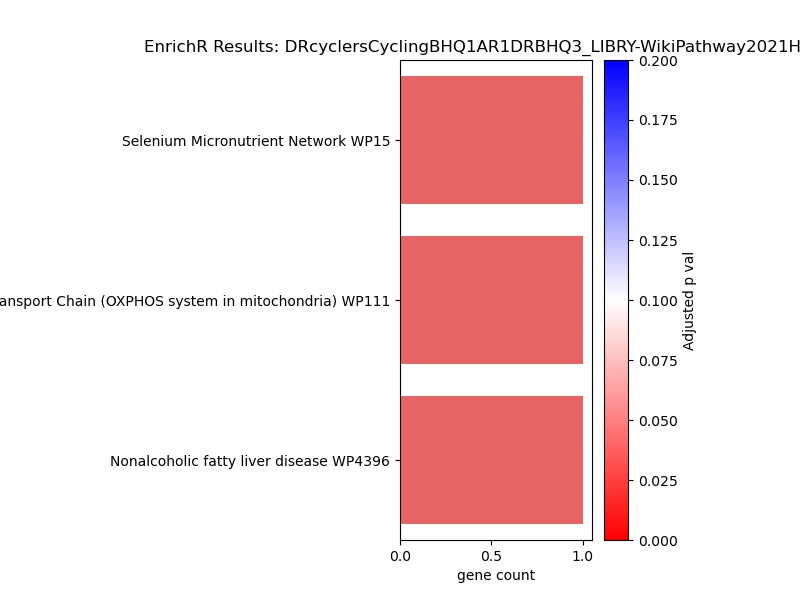 EnrichR Results: DRcyclersCyclingBHQ1AR1DRBHQ3_LIBRY-WikiPathway2021H
Selenium Micronutrient Network WP15
ansport Chain (OXPHOS system in mitochondria) WP111
Nonalcoholic fatty liver disease WP4396
0.0 0.5 1.0
gene count
0.200
0.175
0.150
0.125
0.100
0.075
0.050
0.025
0.000
Adjusted p val